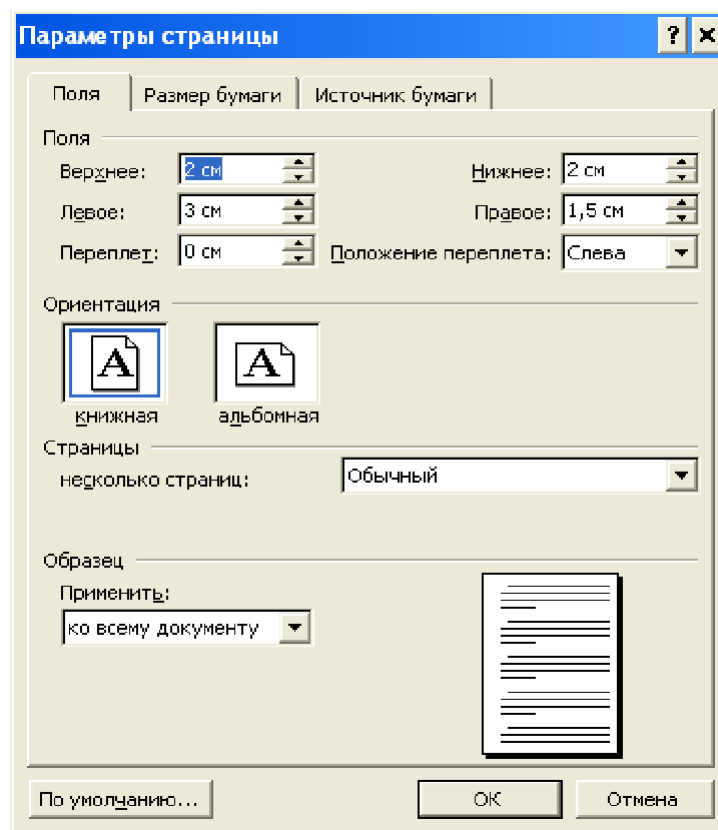 Параметры страницы ? ×
Поля Размер бумаги Источник бумаги
Поля
Верхнее: 2 см Нижнее: 2 см
Левое: 3 см Правое: 1,5 см
Переплет: 0 см Положение переплета: Слева
Ориентация
A A
книжная альбомная
Страницы
несколько страниц: Обычный
Образец
Применить:
ко всему документу
По умолчанию... ОК Отмена